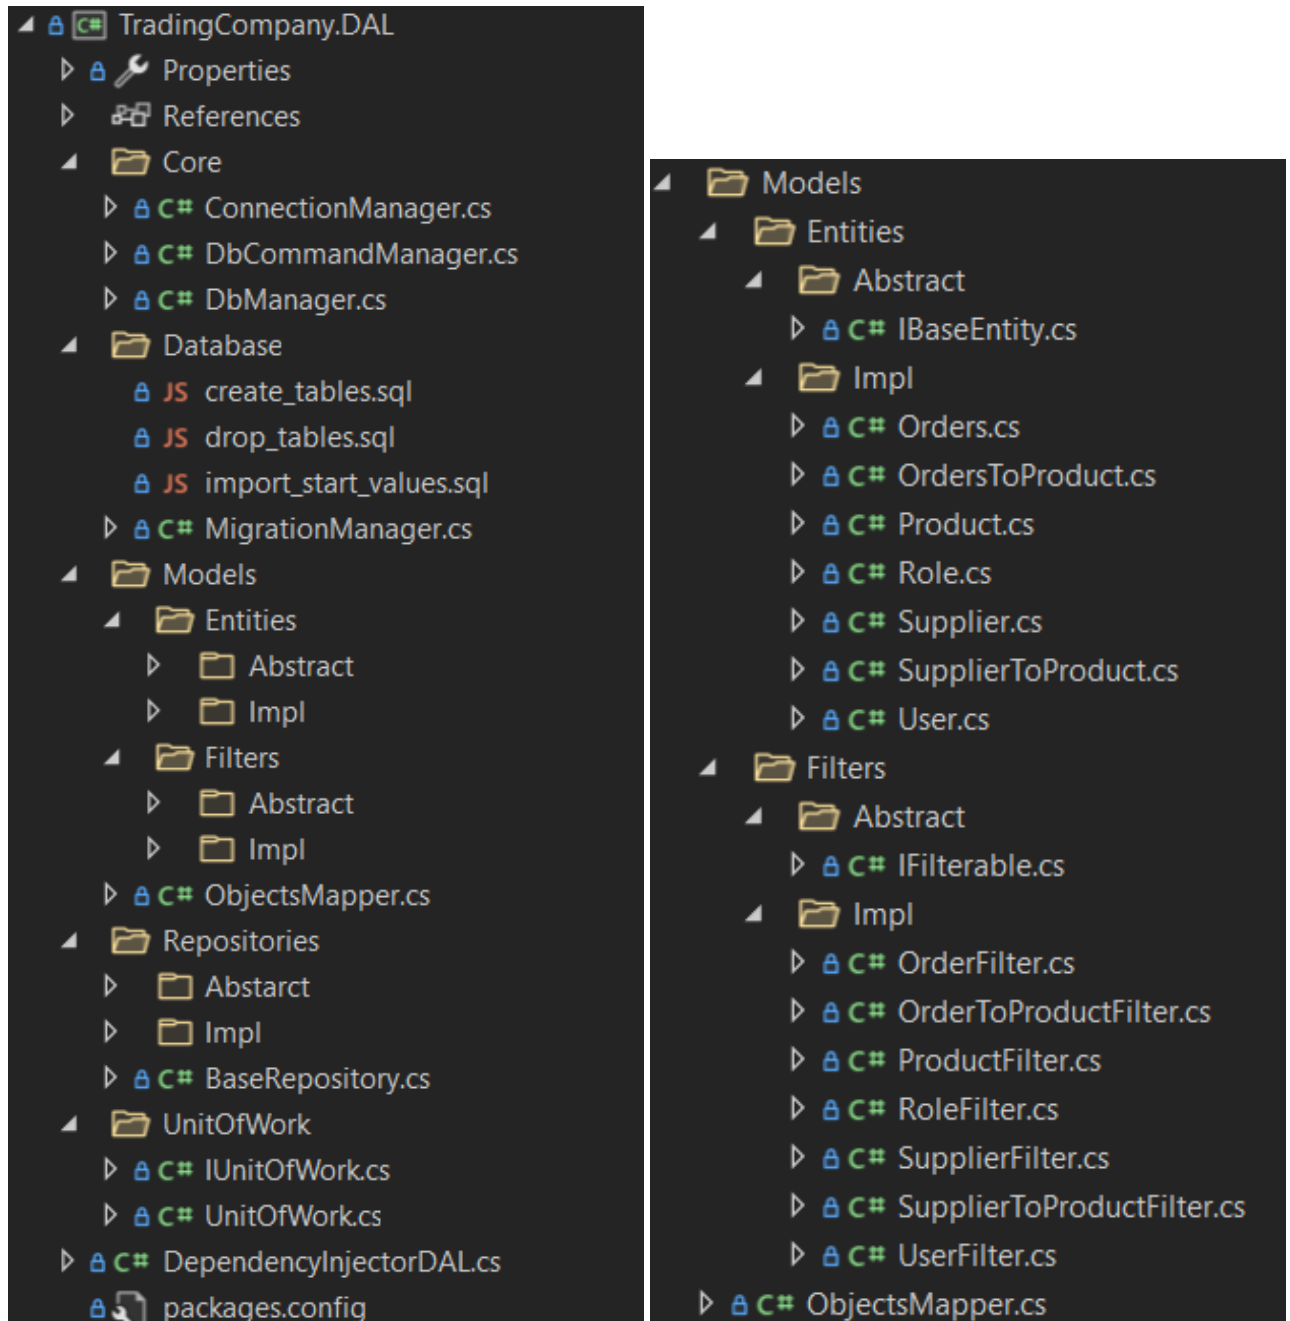 C# TradingCompany.DAL
Properties
References
Core
C# ConnectionManager.cs
C# DbCommandManager.cs
C# DbManager.cs
Database
JS create_tables.sql
JS drop_tables.sql
JS import_start_values.sql
C# MigrationManager.cs
Models
Entities
Abstract
Impl
Filters
Abstract
Impl
C# ObjectsMapper.cs
Repositories
Abstarct
Impl
C# BaseRepository.cs
UnitOfWork
C# IUnitOfWork.cs
C# UnitOfWork.cs
C# DependencyInjectorDAL.cs
packages.config
Models
Entities
Abstract
C# IBaseEntity.cs
Impl
C# Orders.cs
C# OrdersToProduct.cs
C# Product.cs
C# Role.cs
C# Supplier.cs
C# SupplierToProduct.cs
C# User.cs
Filters
Abstract
C# IFilterable.cs
Impl
C# OrderFilter.cs
C# OrderToProductFilter.cs
C# ProductFilter.cs
C# RoleFilter.cs
C# SupplierFilter.cs
C# SupplierToProductFilter.cs
C# UserFilter.cs
C# ObjectsMapper.cs